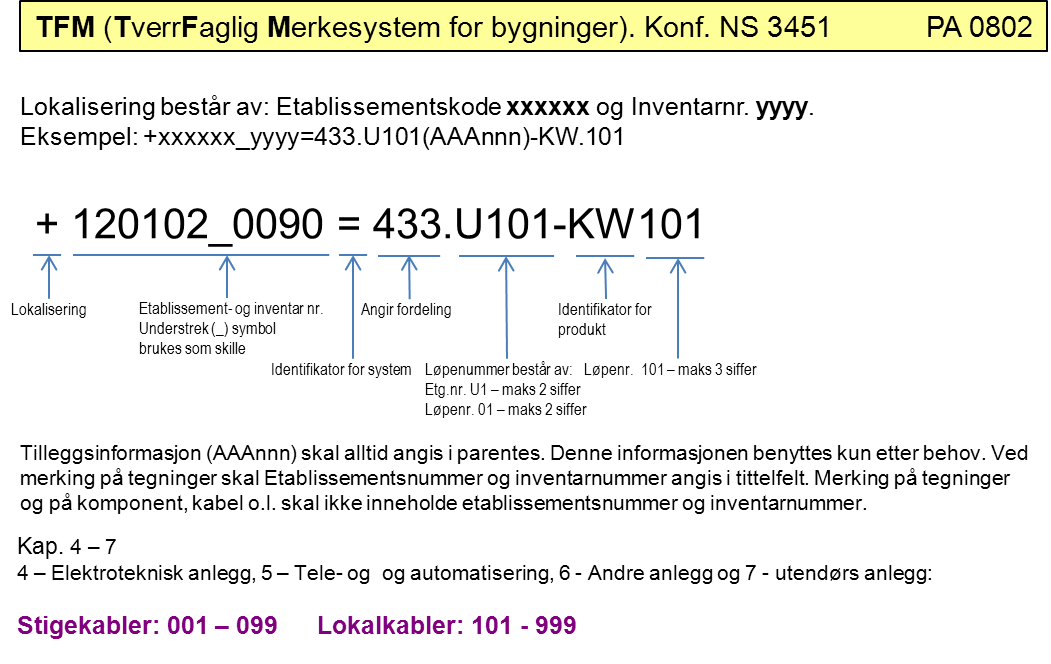 TFM (TverrFaglig Merkesystem for bygninger). Konf. NS 3451 PA 0802
Lokalisering består av: Etablissementskode xxxxxx og Inventarnr. yyyy.
Eksempel: +xxxxxx_yyyy=433.U101(AAAnnn)-KW.101
+ 120102_0090 = 433.U101-KW101
Lokalisering
Etablissement- og inventar nr.
Understrek (_) symbol
brukes som skille
Identifikator for system
Angir fordeling
Løpenummer består av:
Etg.nr. U1 – maks 2 siffer
Løpenr. 01 – maks 2 siffer
Identifikator for
produkt
Løpenr. 101 – maks 3 siffer
Tilleggsinformasjon (AAAnnn) skal alltid angis i parentes. Denne informasjonen benyttes kun etter behov. Ved
merking på tegninger skal Etablissementsnummer og inventarnummer angis i tittelfelt. Merking på tegninger
og på komponent, kabel o.l. skal ikke inneholde etablissementsnummer og inventarnummer.
Kap. 4 – 7
4 – Elektroteknisk anlegg, 5 – Tele- og og automatisering, 6 - Andre anlegg og 7 - utendørs anlegg:
Stigekabler: 001 – 099 Lokalkabler: 101 - 999